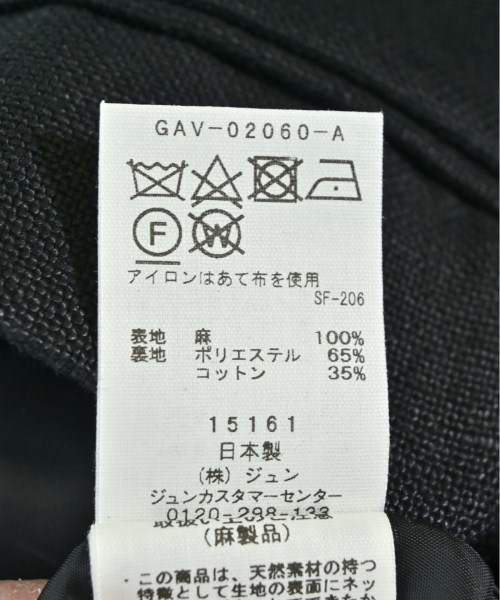 GAV-02060-A
F W
アイロンはあて布を使用
SF-206
表地 麻 100%
裏地 ポリエステル 65%
コットン 35%
15161
日本製
(株) ジュン
ジュンカスタマーセンター
0120-298-133
(麻製品)
・この商品は、天然素材の持つ
特徴として生地の表面にネッ